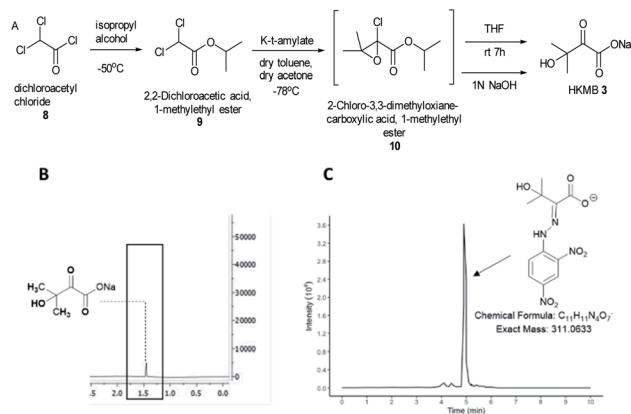 A
Cl
Cl
Cl
O
dichloroacetyl
chloride
8
isopropyl
alcohol
-50°C
Cl
Cl
O
O
2,2-Dichloroacetic acid,
1-methylethyl ester
9
K-t-amylate
dry toluene,
dry acetone
-78°C
Cl
O
O
O
2-Chloro-3,3-dimethyloxiane-
carboxylic acid, 1-methylethyl
ester
10
THF
rt 7h
1N NaOH
O
ONa
HO
O
HKMB 3
B
O
H₃C
ONa
HO
CH₃
O
50000
40000
30000
20000
10000
0
.5
2.0
1.5
1.0
0.5
0.0
C
Intensity (10⁴)
3.6
3.2
2.8
2.4
2.0
1.6
1.2
0.8
0.4
0.0
0
1
2
3
4
5
6
7
8
9
10
Time (min)
HO
O
O⊖
N
HN
NO₂
NO₂
Chemical Formula: C₁₁H₁₁N₄O₇⁻
Exact Mass: 311.0633